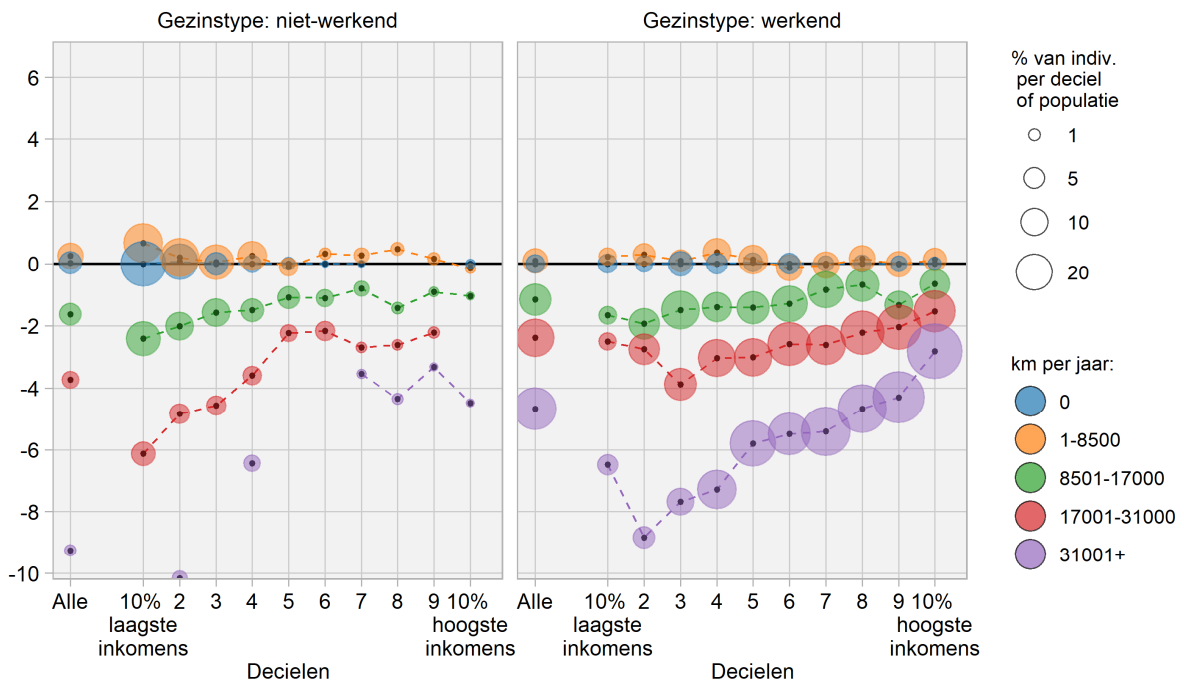 Gezinstype: niet-werkend
Gezinstype: werkend
6
4
2
0
-2
-4
-6
-8
-10
Alle
10%
laagste
inkomens
2
3
4
5
6
7
8
9
10%
hoogste
inkomens
Decielen
Alle
10%
laagste
inkomens
2
3
4
5
6
7
8
9
10%
hoogste
inkomens
Decielen
% van indiv.
per deciel
of populatie
1
5
10
20
km per jaar:
0
1-8500
8501-17000
17001-31000
31001+